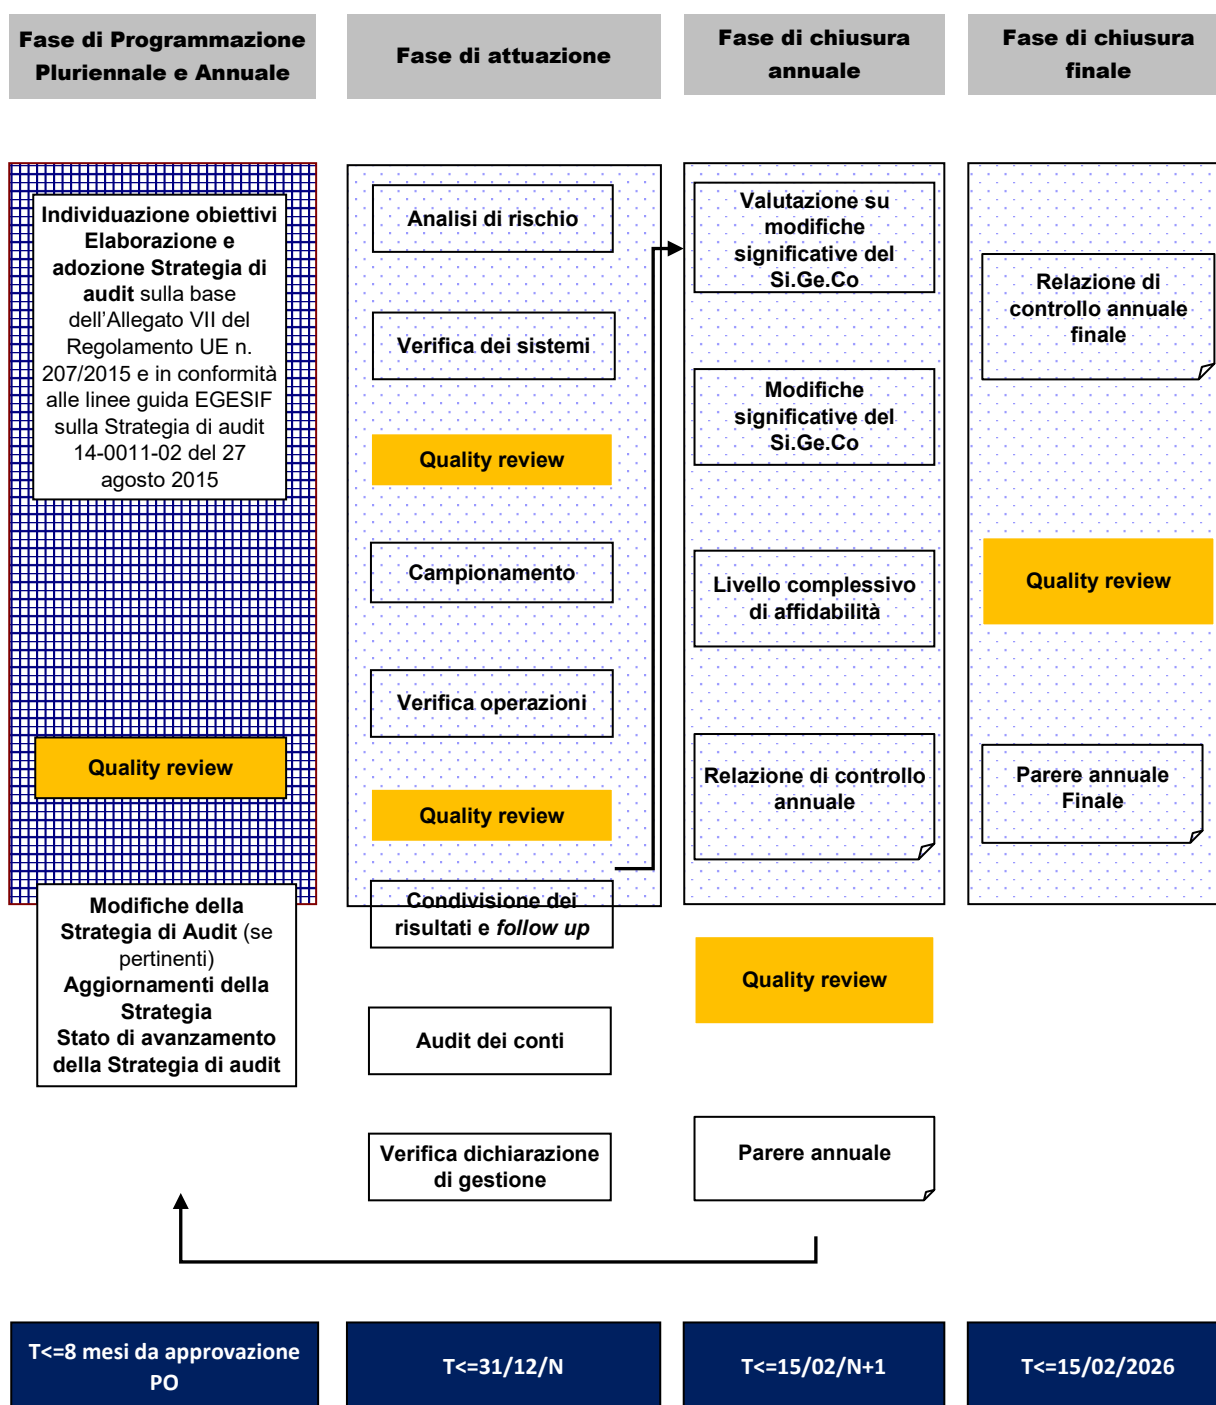 Fase di Programmazione
Pluriennale e Annuale
Fase di attuazione
Fase di chiusura
annuale
Fase di chiusura
finale
Individuazione obiettivi
Elaborazione e
adozione Strategia di
audit sulla base
dell’Allegato VII del
Regolamento UE n.
207/2015 e in conformità
alle linee guida EGESIF
sulla Strategia di audit
14-0011-02 del 27
agosto 2015
Quality review
Modifiche della
Strategia di Audit (se
pertinenti)
Aggiornamenti della
Strategia
Stato di avanzamento
della Strategia di audit
Analisi di rischio
Verifica dei sistemi
Quality review
Campionamento
Verifica operazioni
Quality review
Condivisione dei
risultati e follow up
Audit dei conti
Verifica dichiarazione
di gestione
Valutazione su
modifiche
significative del
Si.Ge.Co
Modifiche
significative del
Si.Ge.Co
Livello complessivo
di affidabilità
Relazione di controllo
annuale
Quality review
Parere annuale
Relazione di
controllo annuale
finale
Quality review
Parere annuale
Finale
T<=8 mesi da approvazione
PO
T<=31/12/N
T<=15/02/N+1
T<=15/02/2026